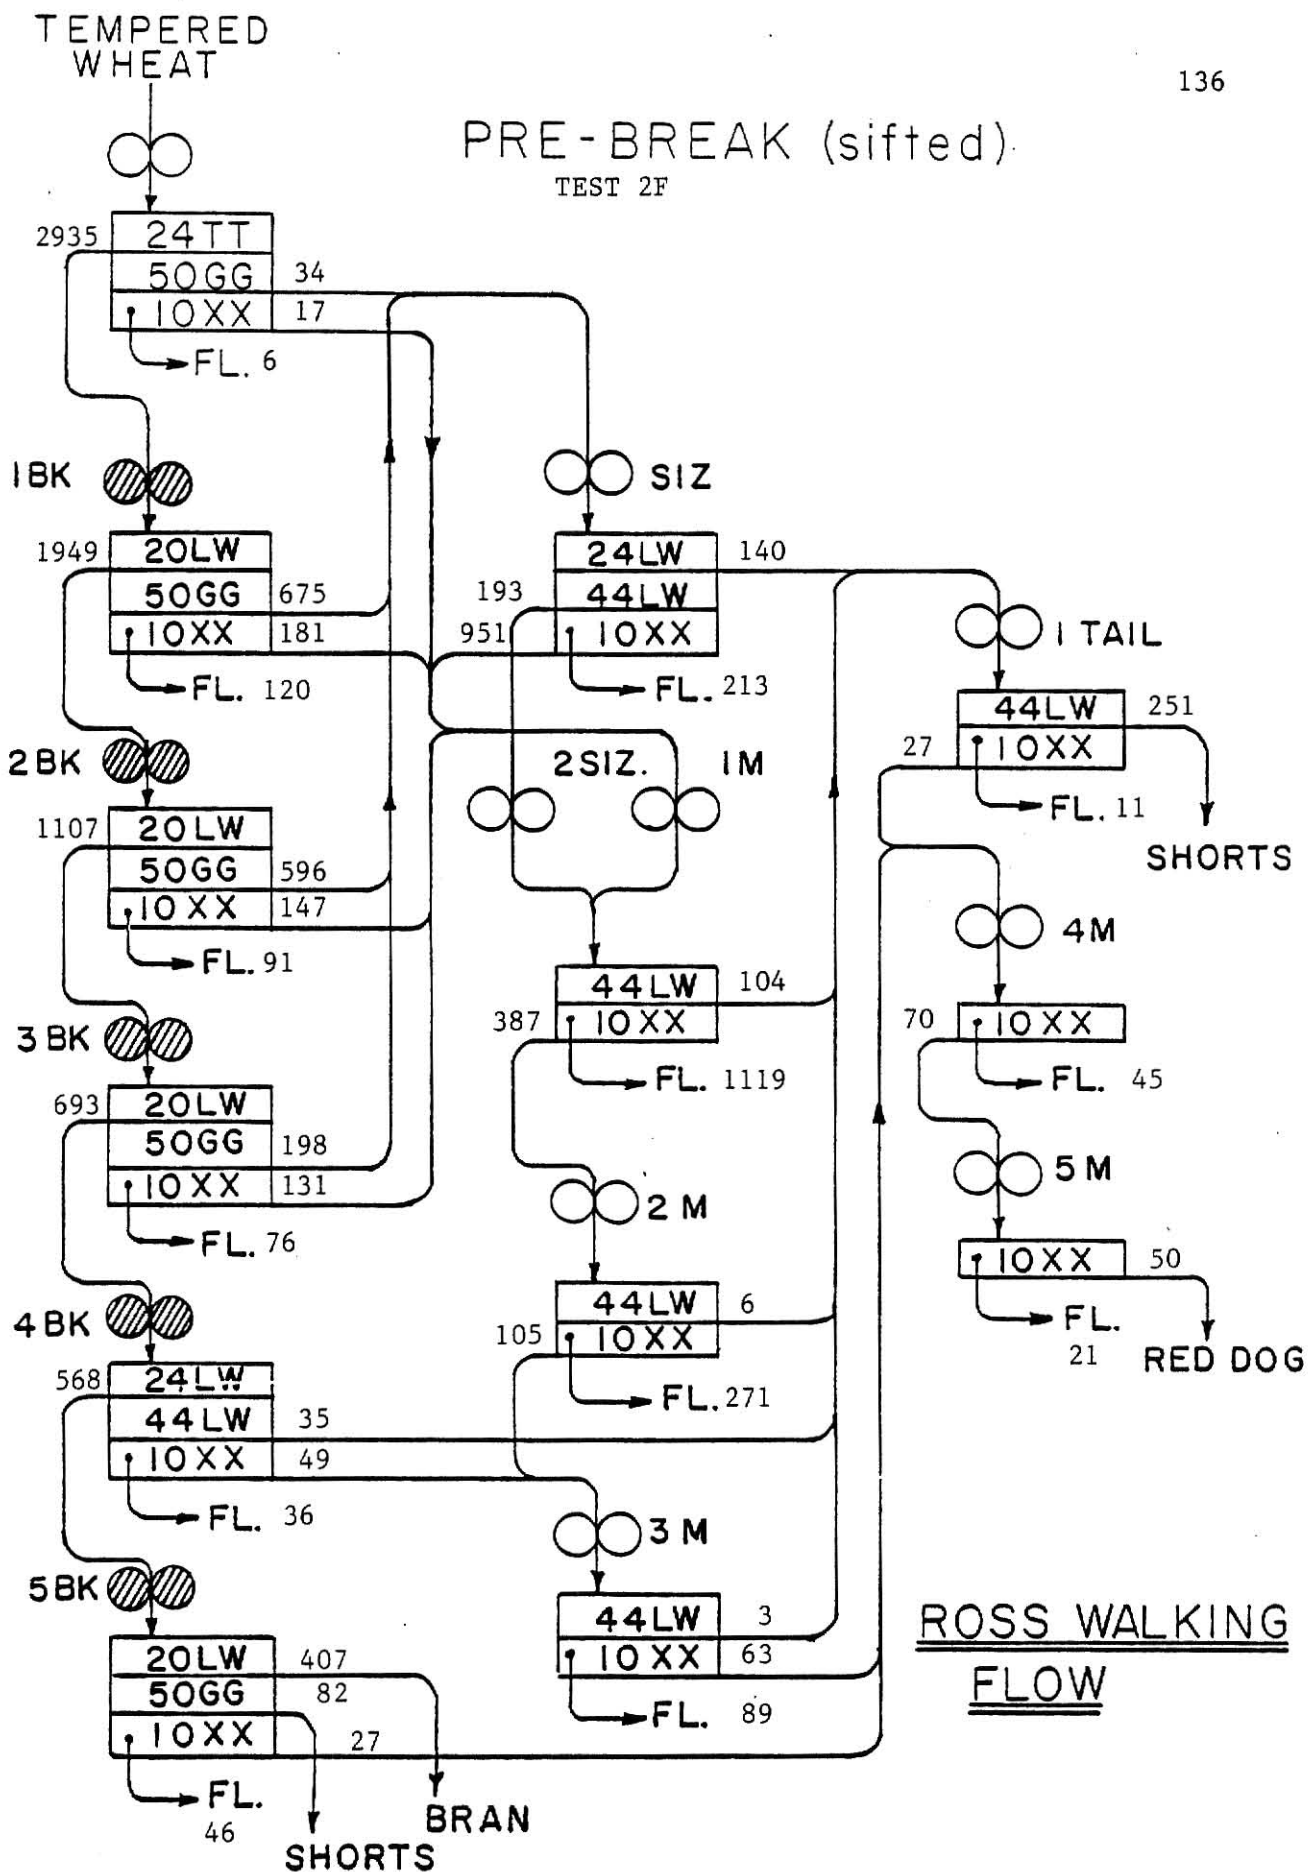 TEMPERED
WHEAT
136
PRE-BREAK (sifted)
TEST 2F
2935
24TT
50GG
34
10XX
17
FL. 6
1BK
1949
20LW
50GG
675
10XX
181
FL. 120
2BK
1107
20LW
50GG
596
10XX
147
FL. 91
3BK
693
20LW
50GG
198
10XX
131
FL. 76
4BK
568
24LW
44LW
35
10XX
49
FL. 36
5BK
20LW
407
50GG
82
10XX
27
FL.
46
SHORTS
BRAN
SIZ
24LW
140
193
44LW
951
10XX
FL. 213
2SIZ.
1M
44LW
104
387
10XX
FL. 1119
2M
44LW
6
105
10XX
FL. 271
3M
44LW
3
10XX
63
FL. 89
1 TAIL
44LW
251
27
10XX
FL. 11
SHORTS
4M
70
10XX
FL. 45
5M
10XX
50
FL.
21
RED DOG
ROSS WALKING
FLOW